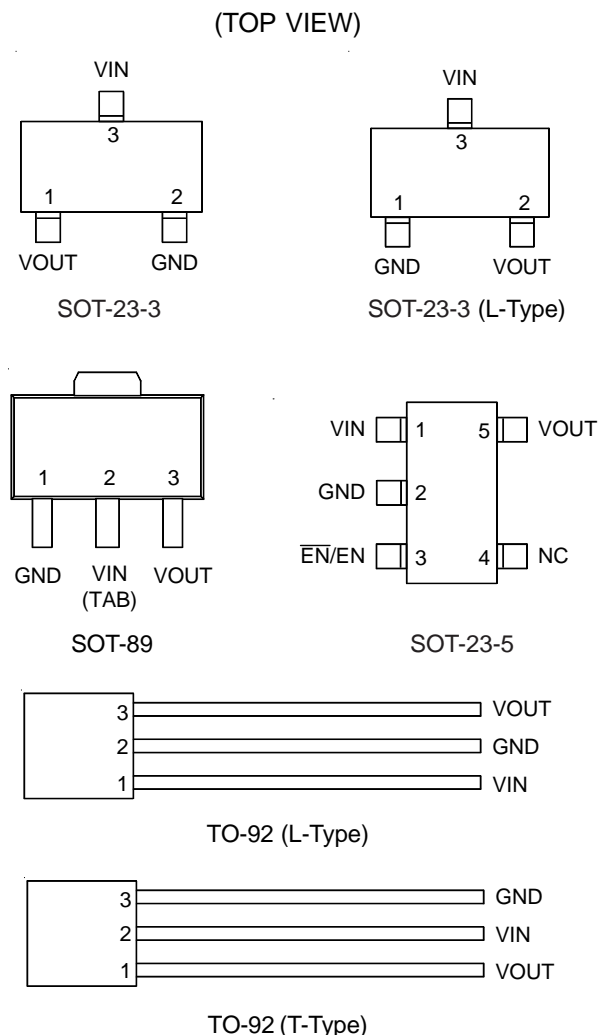 (TOP VIEW)
VIN
3
1 2
VOUT GND
SOT-23-3
VIN
3
1 2
GND VOUT
SOT-23-3 (L-Type)
1 2 3
GND VIN VOUT
(TAB)
SOT-89
VIN 1 5 VOUT
GND 2
E̅N̅/EN 3 4 NC
SOT-23-5
3 VOUT
2 GND
1 VIN
TO-92 (L-Type)
3 GND
2 VIN
1 VOUT
TO-92 (T-Type)